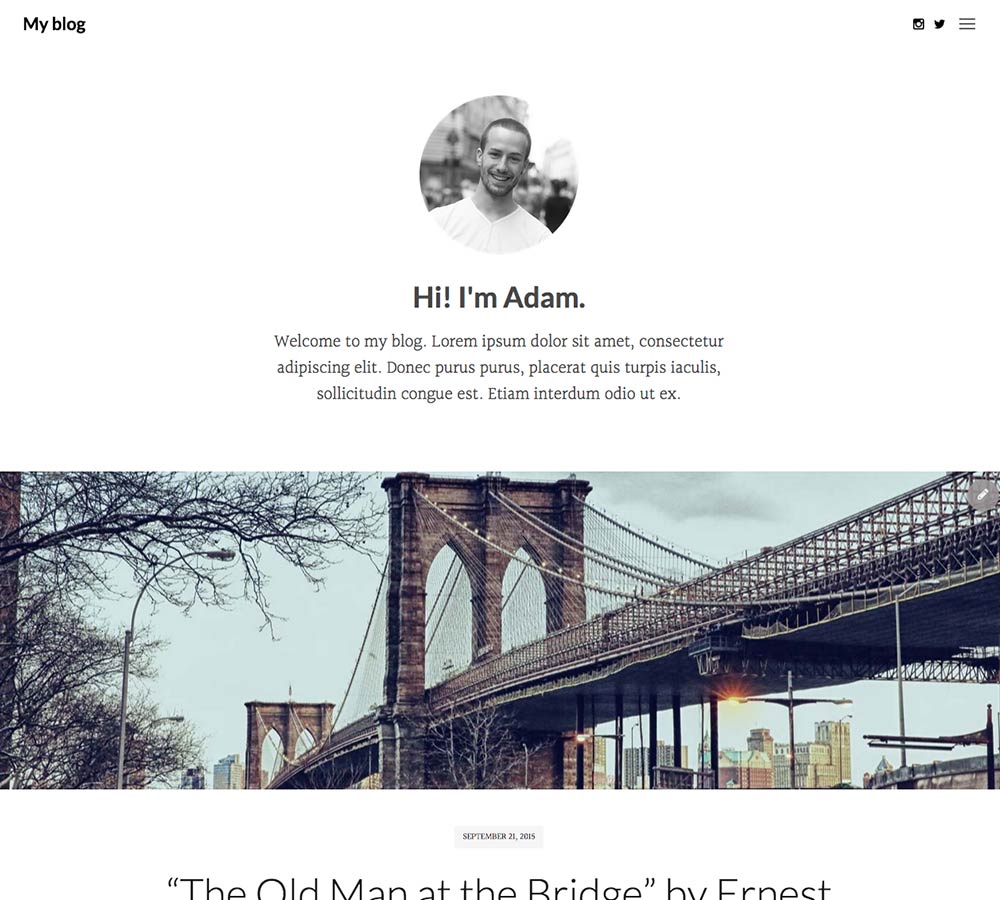 My blog
Hi! I'm Adam.
Welcome to my blog. Lorem ipsum dolor sit amet, consectetur
adipiscing elit. Donec purus purus, placerat quis turpis iaculis,
sollicitudin congue est. Etiam interdum odio ut ex.
SEPTEMBER 21, 2015
“The Old Man at the Bridge” by Ernest